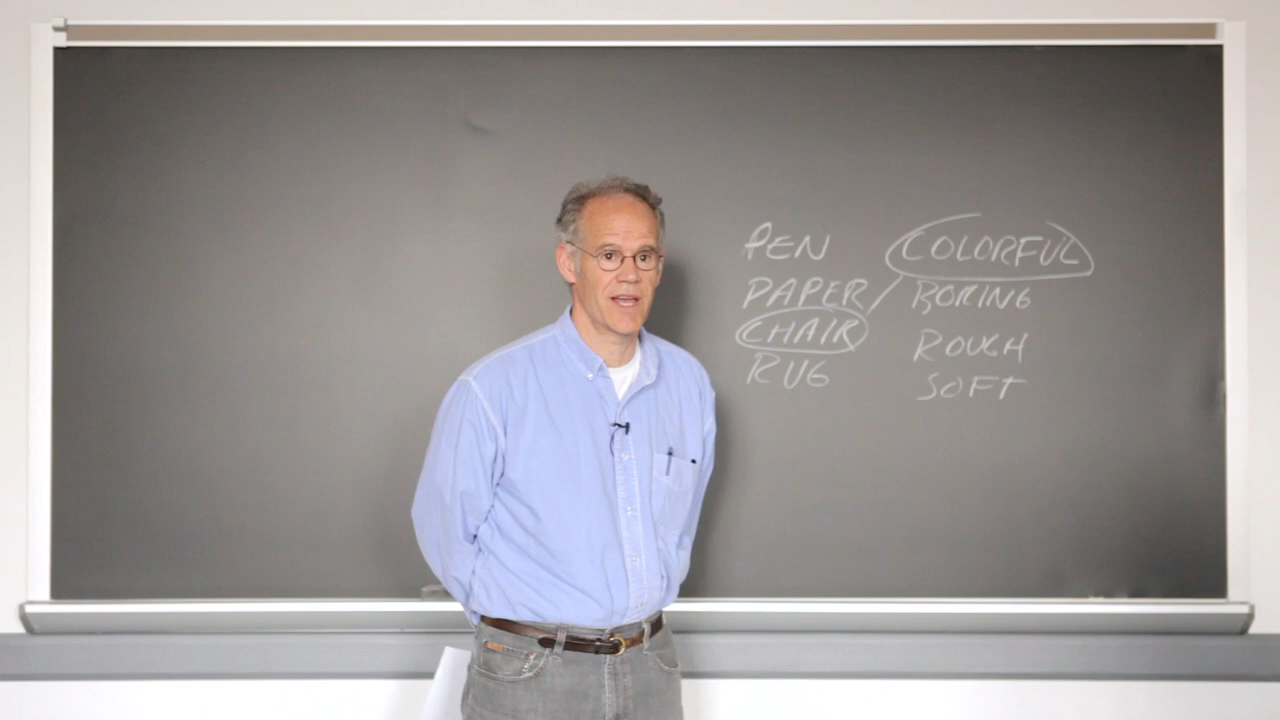 PEN
PAPER
CHAIR
RUG
COLORFUL
BORING
ROUGH
SOFT